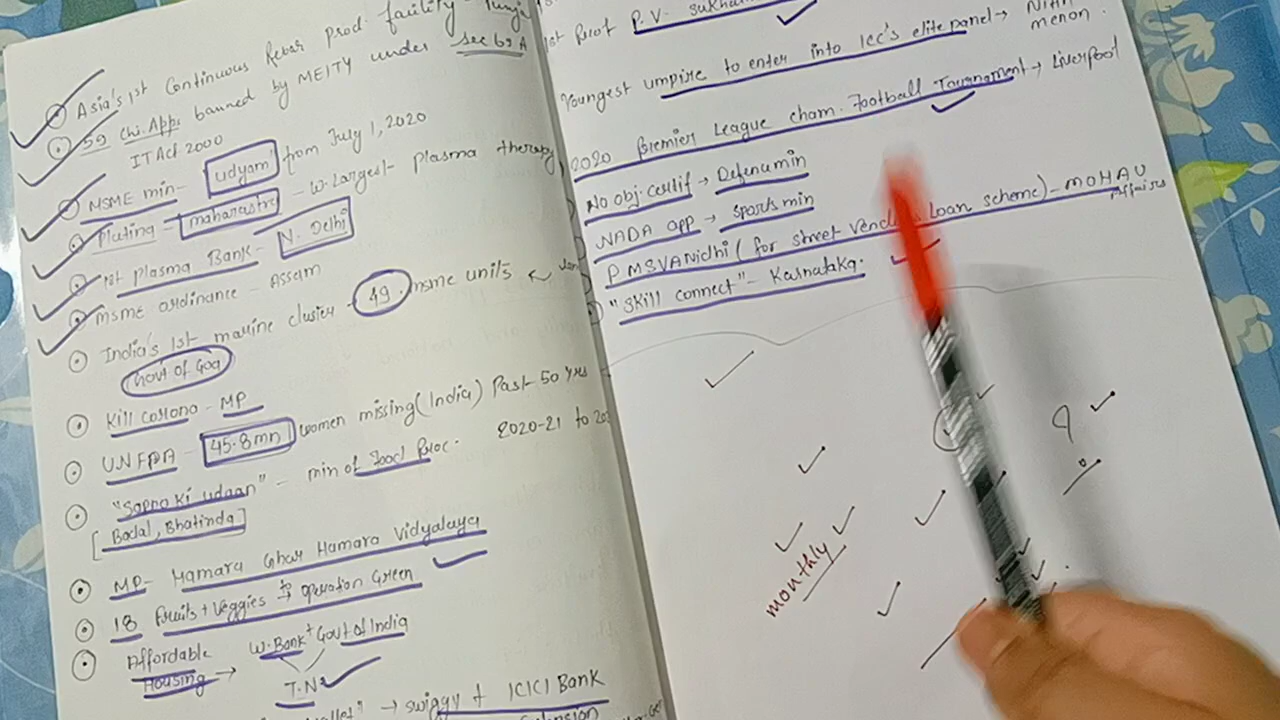 Asia's 1st Continuous Rebar prod facility -
59 Chi. Apps banned by MEITY under sec 69 A
IT Act 2000
MSME min- udyam from July 1, 2020
Plating - maharastra - W. Largest plasma therapy
1st plasma Bank - N. Delhi
msme ordinance - Assam
India's 1st marine cluster - 49 msme units
Govt of Goa
Kill corona - MP
UNFPA - 45.8mn women missing (India) Past 50 yrs
"Sapno ki udaan" - min of Food Proc. 2020-21 to
[Badal, Bhatinda]
MP- Hamara Ghar Hamara Vidyalaya
18 Fruits + Veggies to → operation Green
Affordable Housing → W. Bank + Govt of India
T.N
→ swiggy + ICICI Bank
1st P.V.
Youngest umpire to enter into ICC's elite panel → Nitin menon.
2020 Premier League cham. Football Tournament → Liverpool
No obj. certif → Defence min
NADA app → sports min
PM SVANidhi ( for street Vendors Loan scheme) - MOHAU
Affairs
"Skill connect" - Karnataka.
monthly